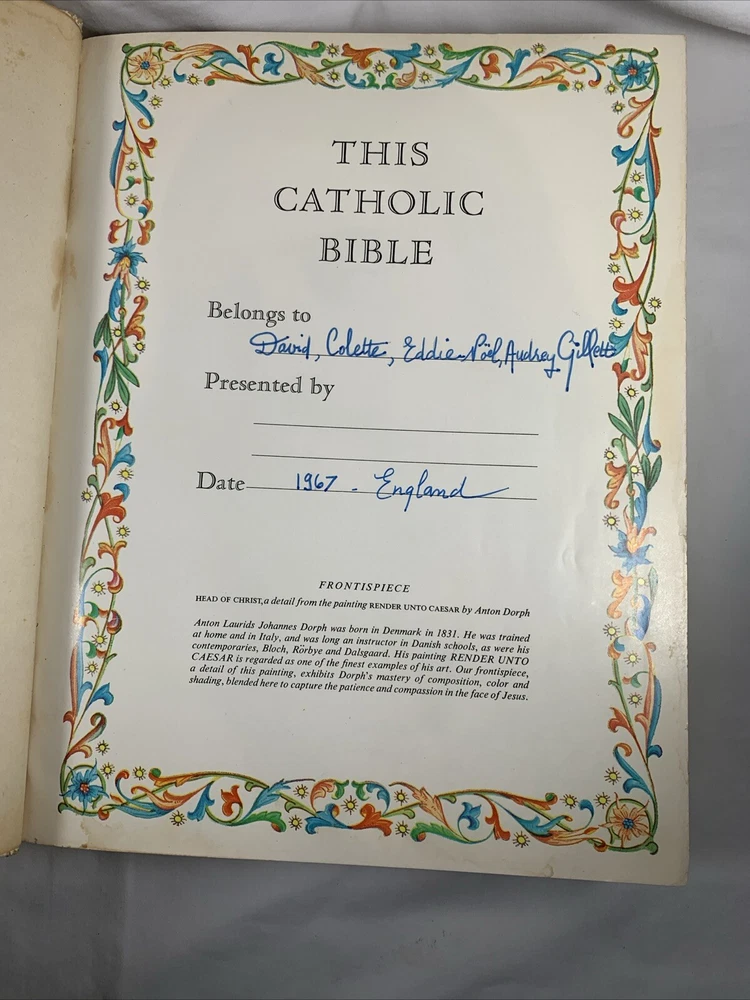 THIS
CATHOLIC
BIBLE
Belongs to
David, Colette, Eddie-Nöel, Audrey Gillette
Presented by
Date 1967 - England
FRONTISPIECE
HEAD OF CHRIST, a detail from the painting RENDER UNTO CAESAR by Anton Dorph
Anton Laurids Johannes Dorph was born in Denmark in 1831. He was trained
at home and in Italy, and was long an instructor in Danish schools, as were his
contemporaries, Bloch, Rörbye and Dalsgaard. His painting RENDER UNTO
CAESAR is regarded as one of the finest examples of his art. Our frontispiece,
a detail of this painting, exhibits Dorph's mastery of composition, color and
shading, blended here to capture the patience and compassion in the face of Jesus.